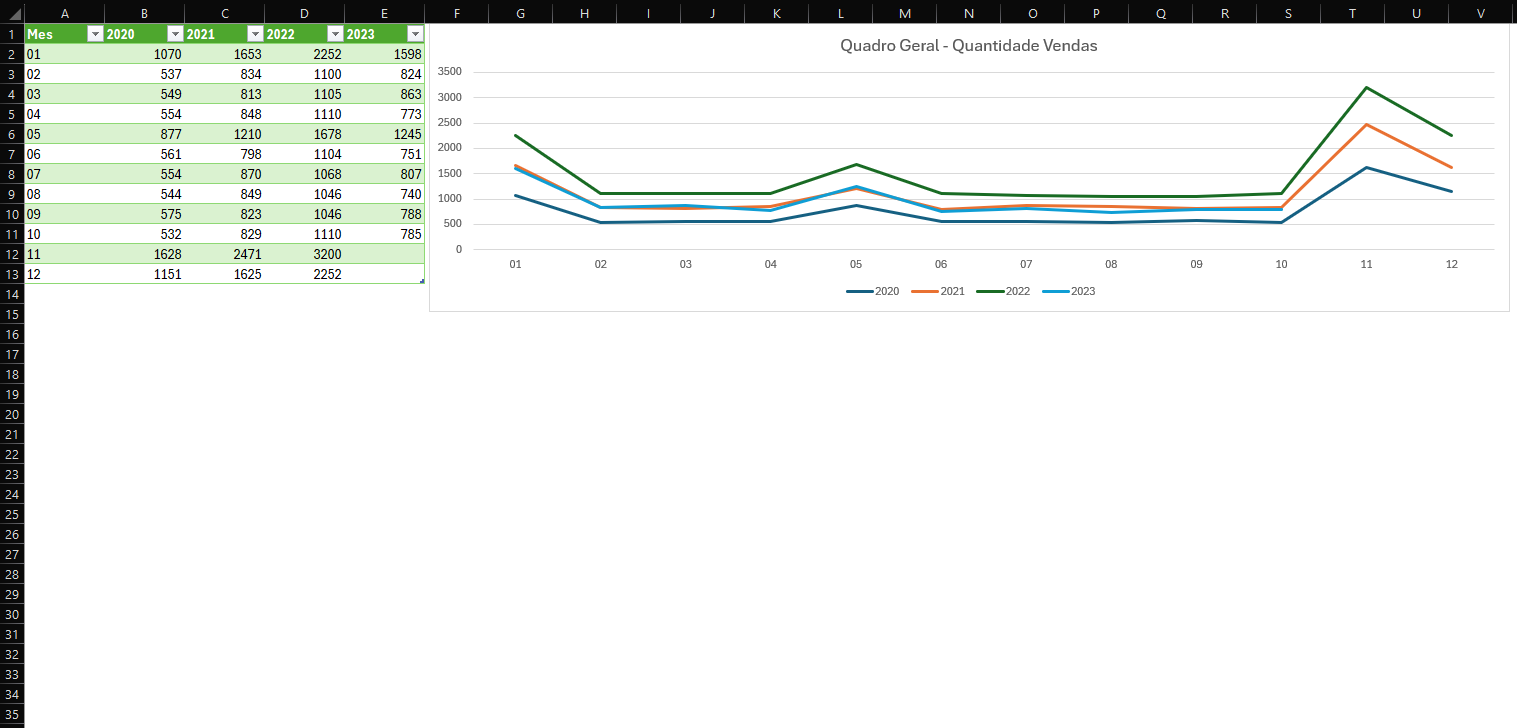 A B C D E F G H I J K L M N O P Q R S T U V
1 Mes 2020 2021 2022 2023
2 01 1070 1653 2252 1598
3 02 537 834 1100 824
4 03 549 813 1105 863
5 04 554 848 1110 773
6 05 877 1210 1678 1245
7 06 561 798 1104 751
8 07 554 870 1068 807
9 08 544 849 1046 740
10 09 575 823 1046 788
11 10 532 829 1110 785
12 11 1628 2471 3200
13 12 1151 1625 2252
14
15
16
17
18
19
20
21
22
23
24
25
26
27
28
29
30
31
32
33
34
35
Quadro Geral - Quantidade Vendas
3500
3000
2500
2000
1500
1000
500
0
01 02 03 04 05 06 07 08 09 10 11 12
2020 2021 2022 2023